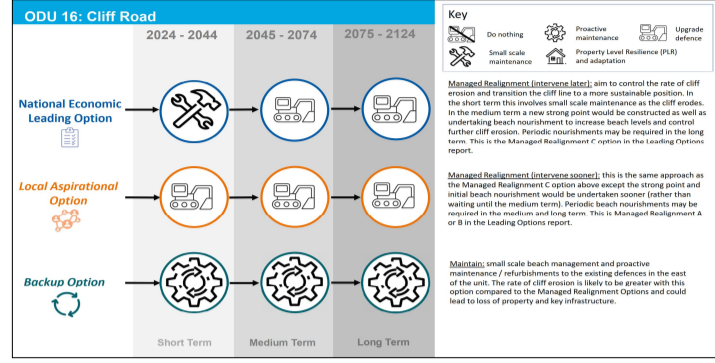 ODU 16: Cliff Road
2024 - 2044
2045 - 2074
2075 - 2124
National Economic
Leading Option
Local Aspirational
Option
Backup Option
Short Term
Medium Term
Long Term
Key
Do nothing
Proactive
maintenance
Upgrade
defence
Small scale
maintenance
Property Level Resilience (PLR)
and adaptation
Managed Realignment (intervene later): aim to control the rate of cliff
erosion and transition the cliff line to a more sustainable position. In
the short term this involves small scale maintenance as the cliff erodes.
In the medium term a new strong point would be constructed as well as
undertaking beach nourishment to increase beach levels and control
further cliff erosion. Periodic nourishments may be required in the long
term. This is the Managed Realignment C option in the Leading Options
report.
Managed Realignment (intervene sooner): this is the same approach as
the Managed Realignment C option above except the strong point and
initial beach nourishment would be undertaken sooner (rather than
waiting until the medium term). Periodic beach nourishments may be
required in the medium and long term. This is Managed Realignment A
or B in the Leading Options report.
Maintain: small scale beach management and proactive
maintenance / refurbishments to the existing defences in the east
of the unit. The rate of cliff erosion is likely to be greater with this
option compared to the Managed Realignment Options and could
lead to loss of property and key infrastructure.